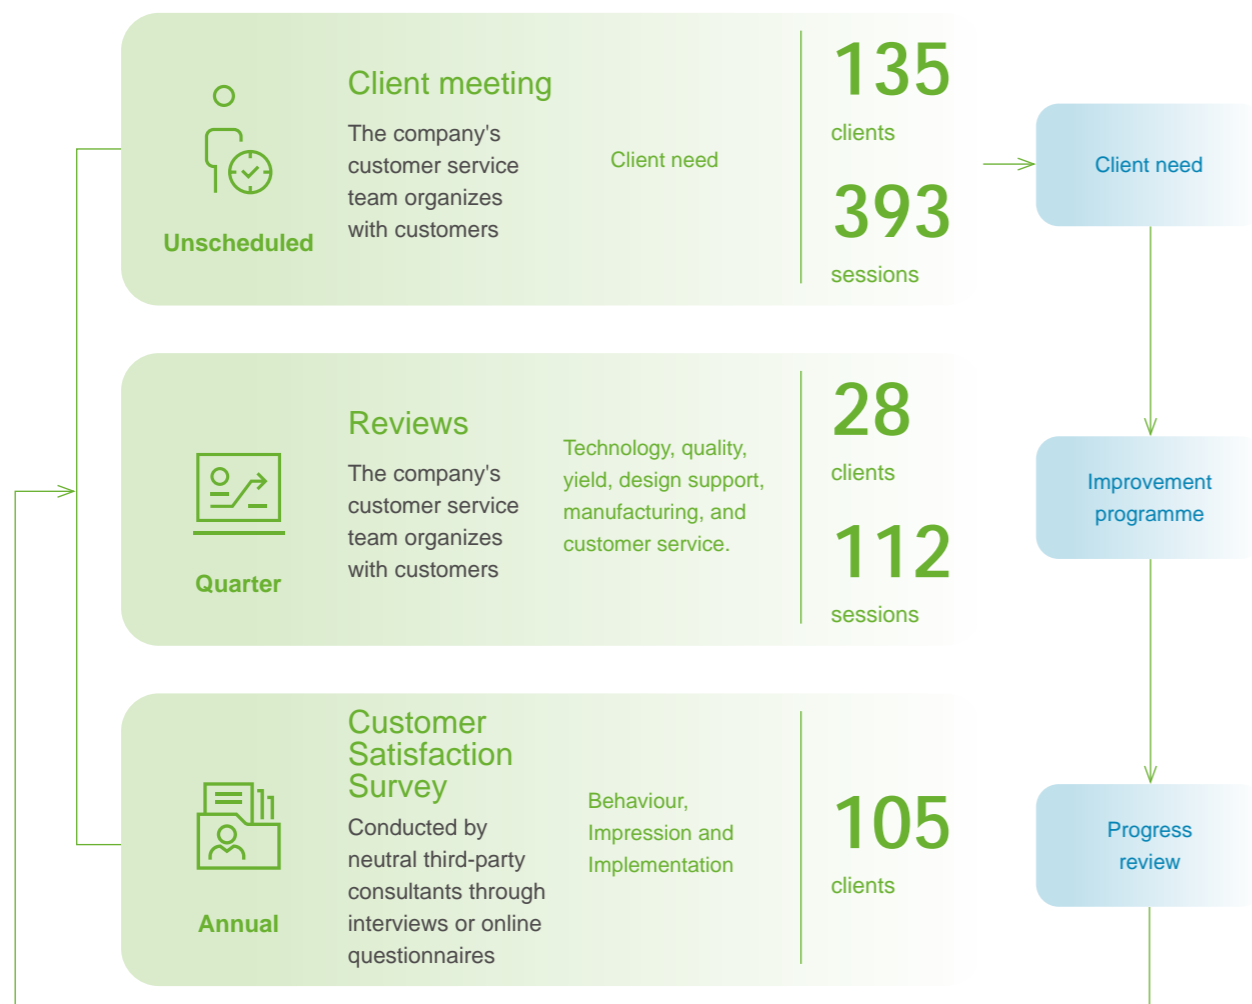 Unscheduled
Client meeting
The company's
customer service
team organizes
with customers
Client need
135
clients
393
sessions
Client need
Quarter
Reviews
The company's
customer service
team organizes
with customers
Technology, quality,
yield, design support,
manufacturing, and
customer service.
28
clients
112
sessions
Improvement
programme
Annual
Customer
Satisfaction
Survey
Conducted by
neutral third-party
consultants through
interviews or online
questionnaires
Behaviour,
Impression and
Implementation
105
clients
Progress
review